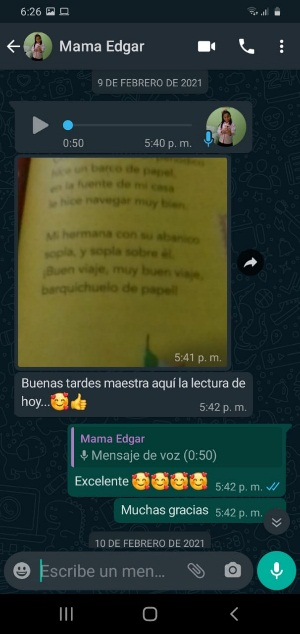 6:26
Mama Edgar
9 DE FEBRERO DE 2021
0:50
5:40 p. m.
Hice un barco de papel,
en la fuente de mi casa
le hice navegar muy bien.
Mi hermana con su abanico
sopla, y sopla sobre él.
¡Buen viaje, muy buen viaje,
barquichuelo de papel!
5:41 p. m.
Buenas tardes maestra aquí la lectura de
hoy...🥰👍
5:42 p. m.
Mama Edgar
Mensaje de voz (0:50)
Excelente 🥰🥰🥰🥰 5:42 p. m.
Muchas gracias 5:42 p. m.
10 DE FEBRERO DE 2021
Escribe un men...